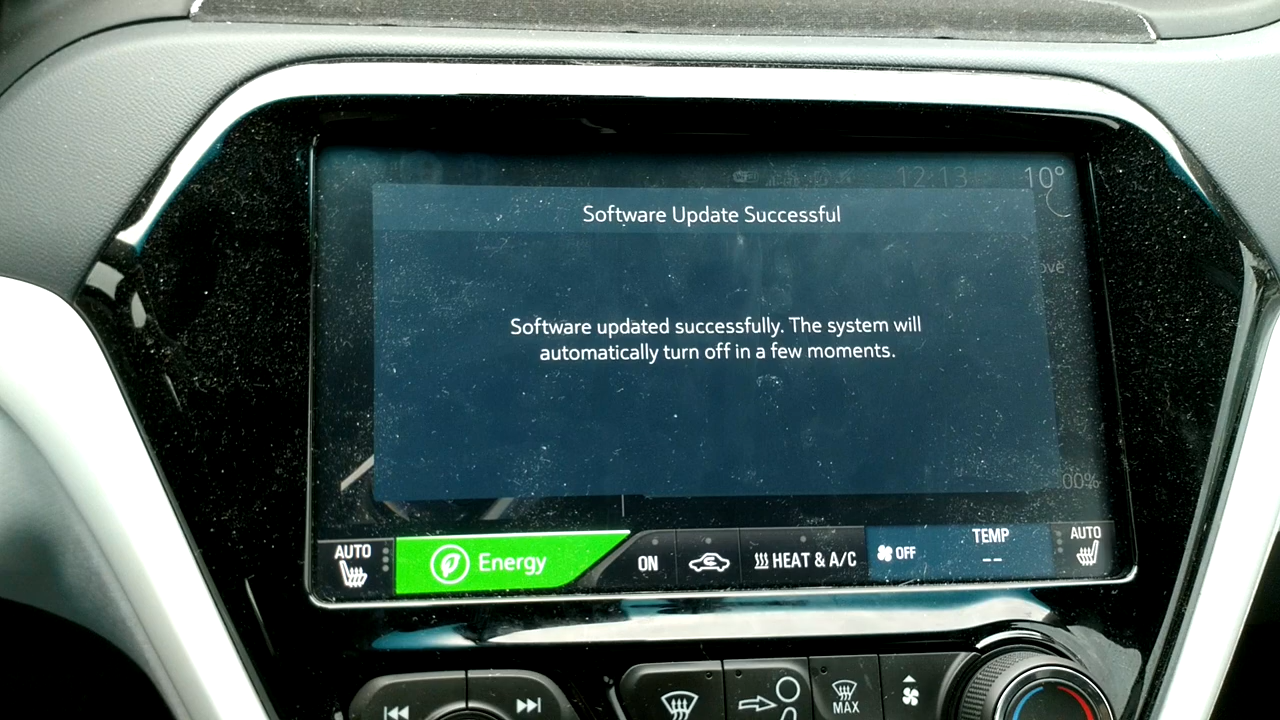 12:13
10°
Software Update Successful
Software updated successfully. The system will
automatically turn off in a few moments.
00%
AUTO
Energy
ON
HEAT & A/C
OFF
TEMP
--
AUTO
MAX